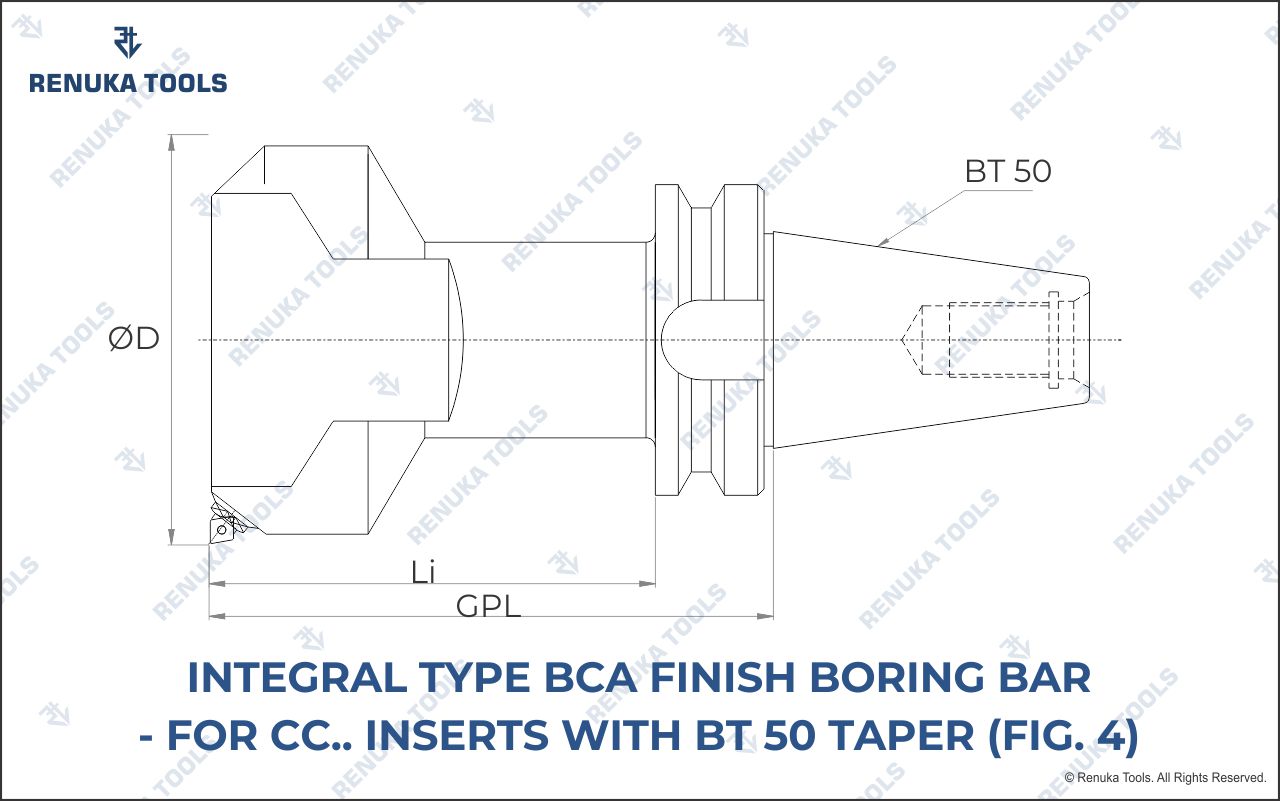 RENUKA TOOLS
BT 50
ØD
Li
GPL
INTEGRAL TYPE BCA FINISH BORING BAR
- FOR CC.. INSERTS WITH BT 50 TAPER (FIG. 4)
© Renuka Tools. All Rights Reserved.